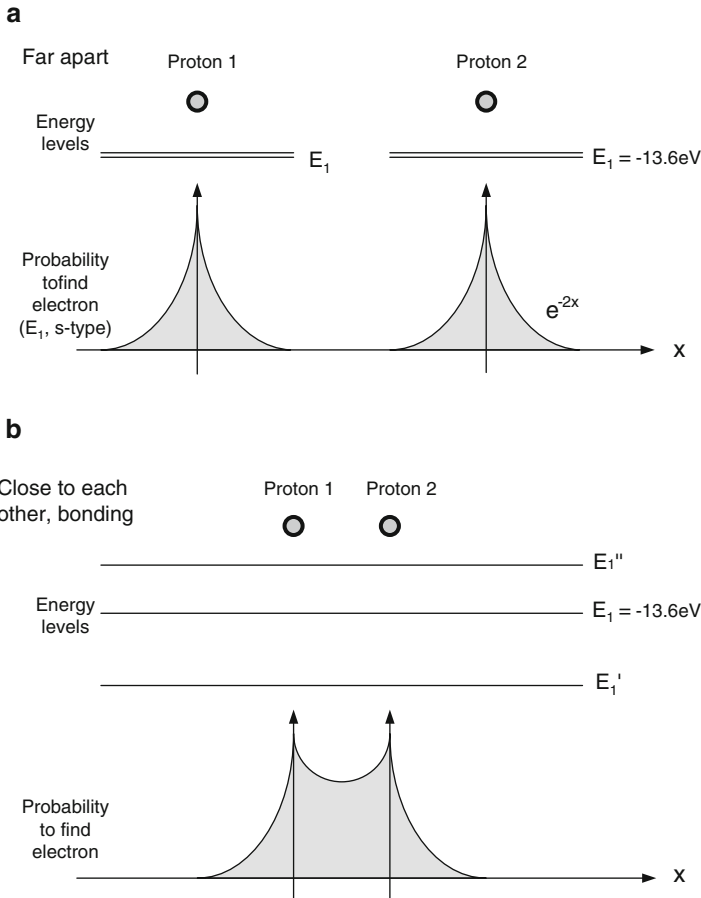 a
Far apart
Proton 1
Proton 2
Energy
levels
E₁
E₁ = -13.6eV
Probability
tofind
electron
(E₁, s-type)
e⁻²ˣ
x
b
Close to each
other, bonding
Proton 1
Proton 2
E₁"
Energy
levels
E₁ = -13.6eV
E₁'
Probability
to find
electron
x